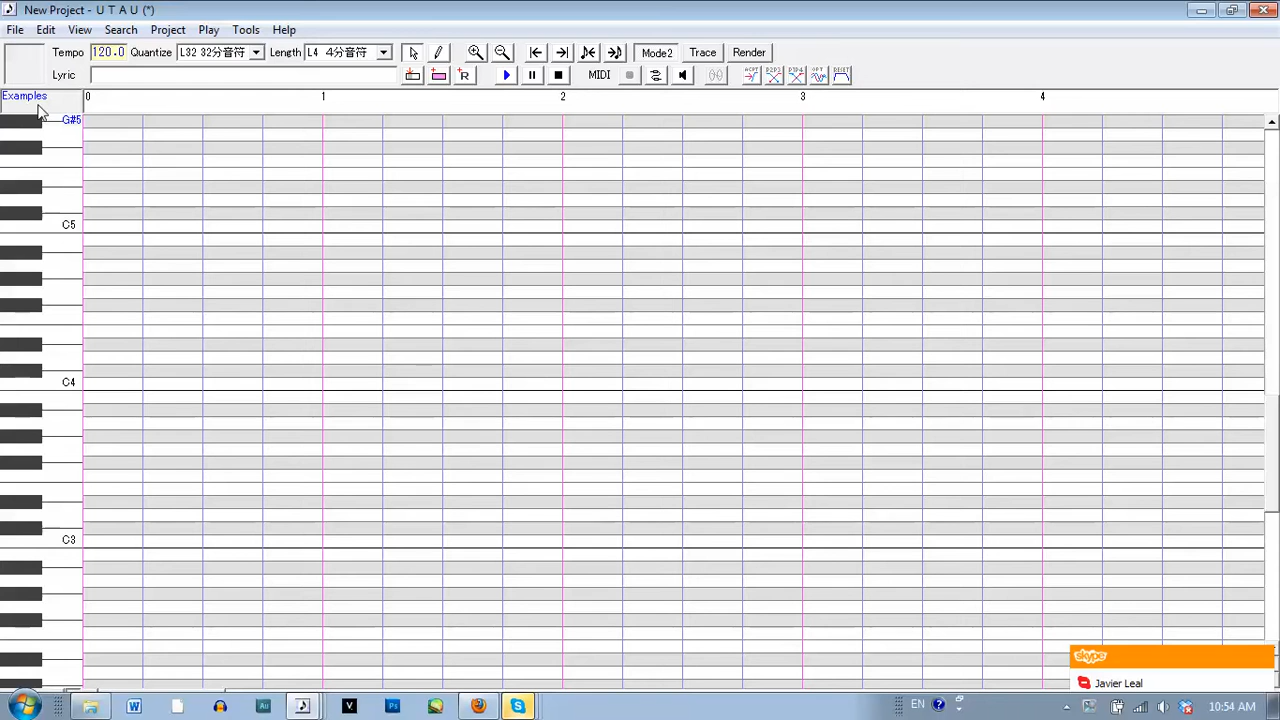 New Project - U T A U (*)
File Edit View Search Project Play Tools Help
Tempo 120.0 Quantize L32 32分音符 Length L4 4分音符 Mode2 Trace Render
Lyric R MIDI
Examples 0 1 2 3 4
G#5
C5
C4
C3
skype
Javier Leal
EN 10:54 AM